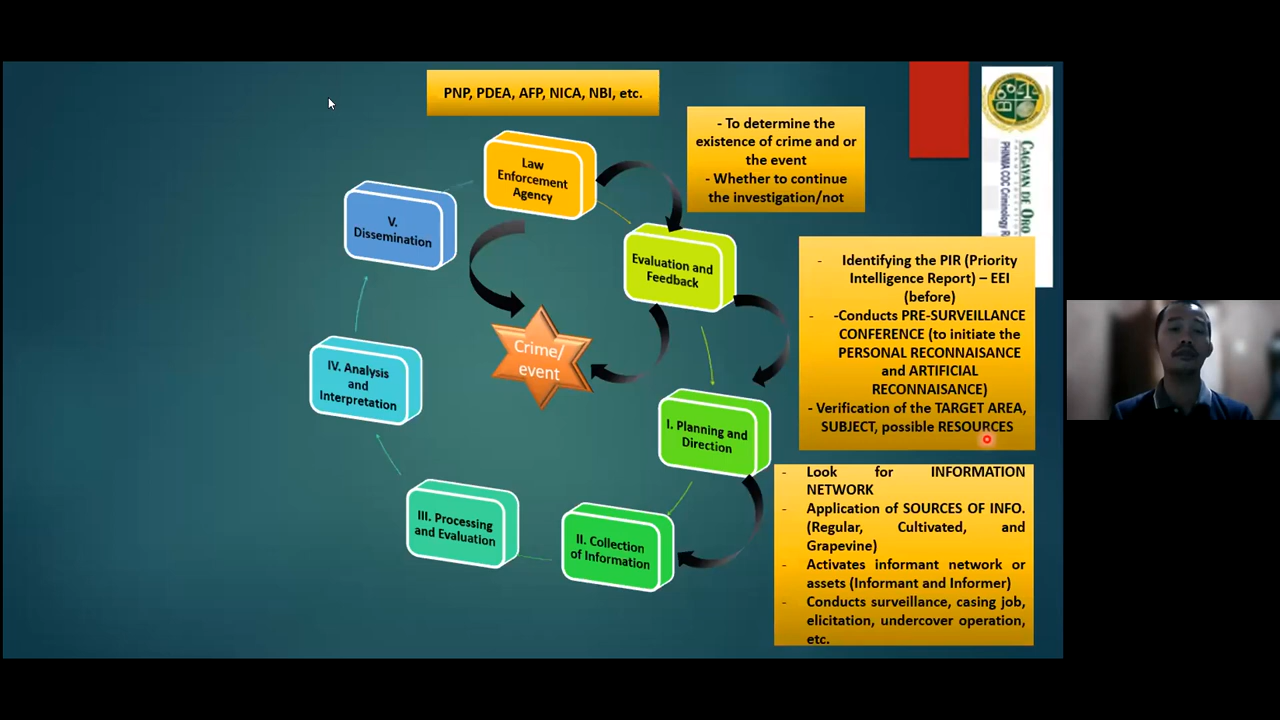 PNP, PDEA, AFP, NICA, NBI, etc.
- To determine the
existence of crime and or
the event
- Whether to continue
the investigation/not
Law
Enforcement
Agency
V.
Dissemination
Evaluation and
Feedback
Crime/
event
IV. Analysis
and
Interpretation
I. Planning and
Direction
III. Processing
and Evaluation
II. Collection
of Information
- Identifying the PIR (Priority
Intelligence Report) – EEI
(before)
- -Conducts PRE-SURVEILLANCE
CONFERENCE (to initiate the
PERSONAL RECONNAISANCE
and ARTIFICIAL
RECONNAISANCE)
- Verification of the TARGET AREA,
SUBJECT, possible RESOURCES
- Look for INFORMATION
NETWORK
- Application of SOURCES OF INFO.
(Regular, Cultivated, and
Grapevine)
- Activates informant network or
assets (Informant and Informer)
- Conducts surveillance, casing job,
elicitation, undercover operation,
etc.
CAGAYAN DE ORO
PHINMA EDUCATION
PHINMA COC Criminology